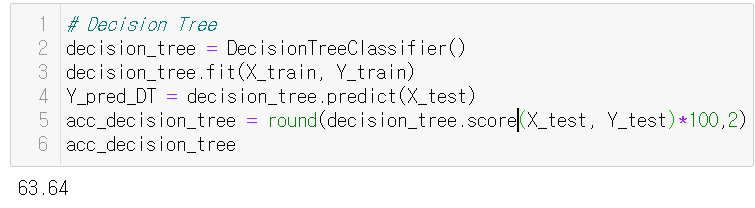 1 # Decision Tree
2 decision_tree = DecisionTreeClassifier()
3 decision_tree.fit(X_train, Y_train)
4 Y_pred_DT = decision_tree.predict(X_test)
5 acc_decision_tree = round(decision_tree.score(X_test, Y_test)*100,2)
6 acc_decision_tree
63.64